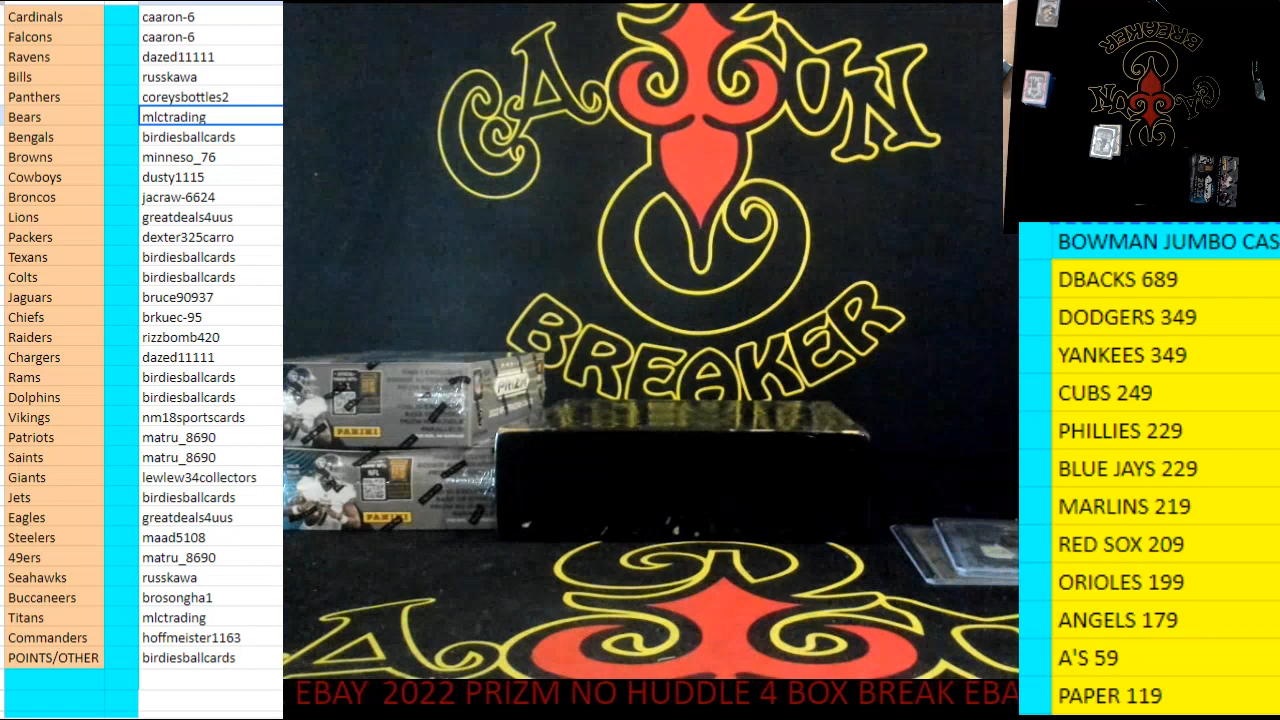 Cardinals caaron-6
Falcons caaron-6
Ravens dazed11111
Bills russkawa
Panthers coreysbottles2
Bears mlctrading
Bengals birdiesballcards
Browns minneso_76
Cowboys dusty1115
Broncos jacraw-6624
Lions greatdeals4uus
Packers dexter325carro
Texans birdiesballcards
Colts birdiesballcards
Jaguars bruce90937
Chiefs brkuec-95
Raiders rizzbomb420
Chargers dazed11111
Rams birdiesballcards
Dolphins birdiesballcards
Vikings nm18sportscards
Patriots matru_8690
Saints matru_8690
Giants lewlew34collectors
Jets birdiesballcards
Eagles greatdeals4uus
Steelers maad5108
49ers matru_8690
Seahawks russkawa
Buccaneers brosongha1
Titans mlctrading
Commanders hoffmeister1163
POINTS/OTHER birdiesballcards
CAJUN
BREAKER
PRIZM
PANINI
NFL
PANINI
EBAY 2022 PRIZM NO HUDDLE 4 BOX BREAK EBA
BREAKER
CAJUN
BOWMAN JUMBO CAS
DBACKS 689
DODGERS 349
YANKEES 349
CUBS 249
PHILLIES 229
BLUE JAYS 229
MARLINS 219
RED SOX 209
ORIOLES 199
ANGELS 179
A'S 59
PAPER 119